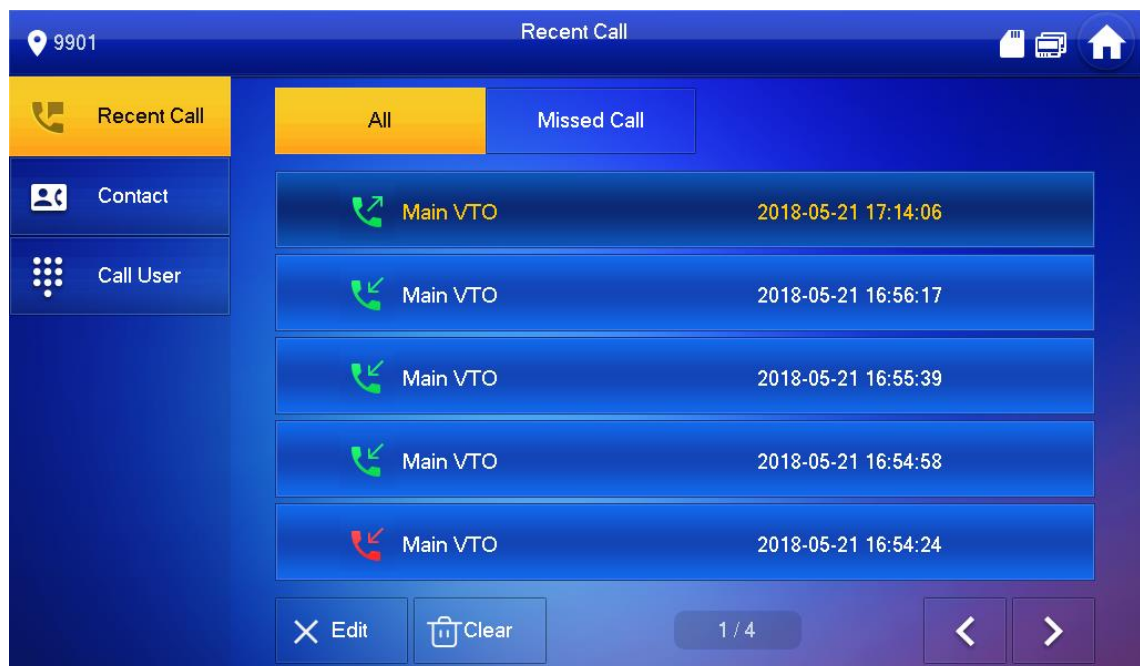 9901
Recent Call
Recent Call
Contact
Call User
All
Missed Call
Main VTO 2018-05-21 17:14:06
Main VTO 2018-05-21 16:56:17
Main VTO 2018-05-21 16:55:39
Main VTO 2018-05-21 16:54:58
Main VTO 2018-05-21 16:54:24
Edit
Clear
1 / 4